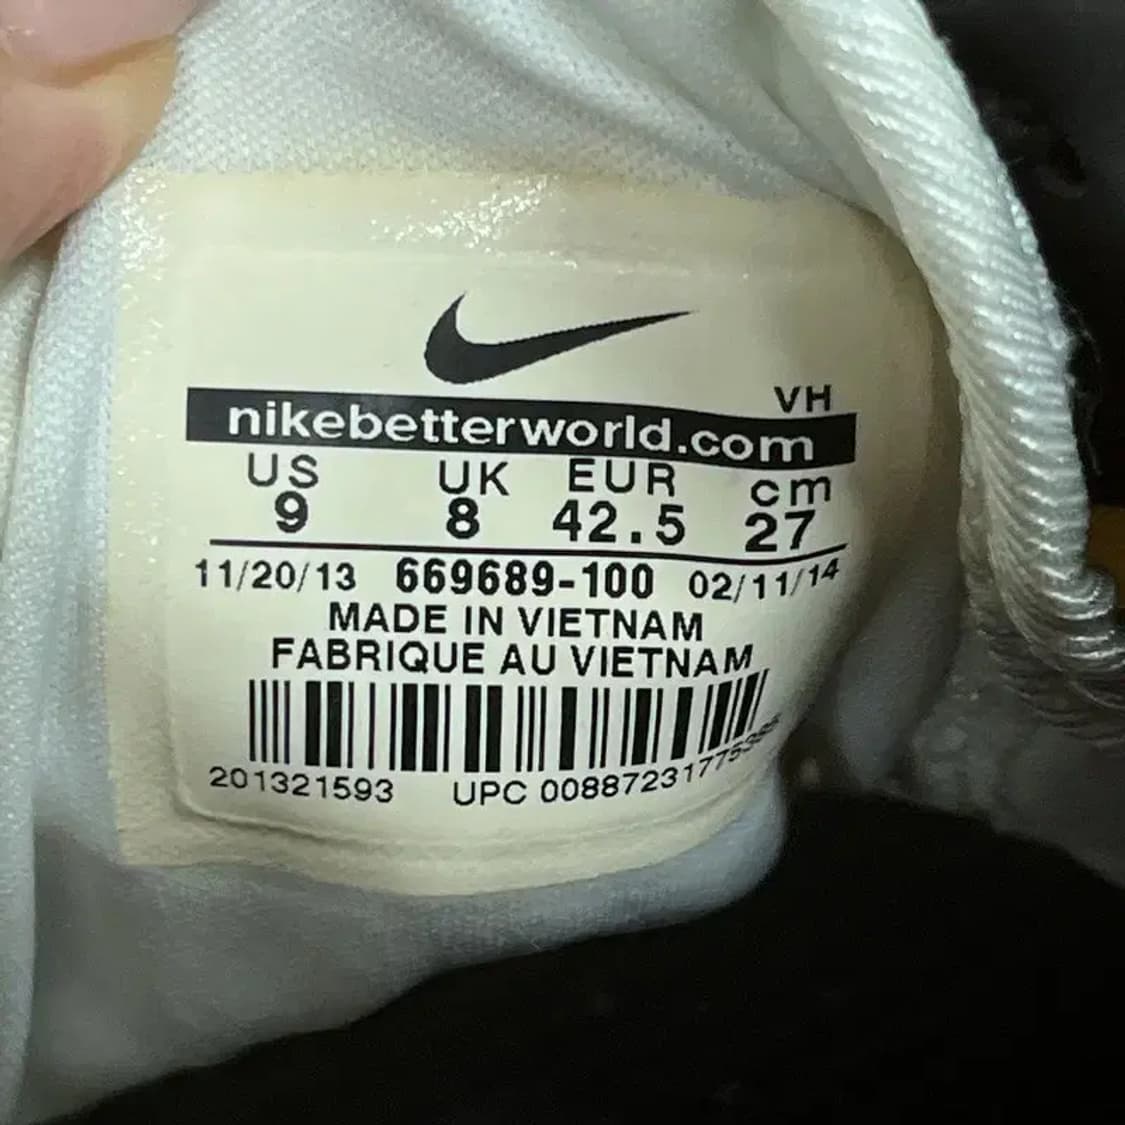 VH
nikebetterworld.com
US UK EUR cm
9 8 42.5 27
11/20/13 669689-100 02/11/14
MADE IN VIETNAM
FABRIQUE AU VIETNAM
201321593 UPC